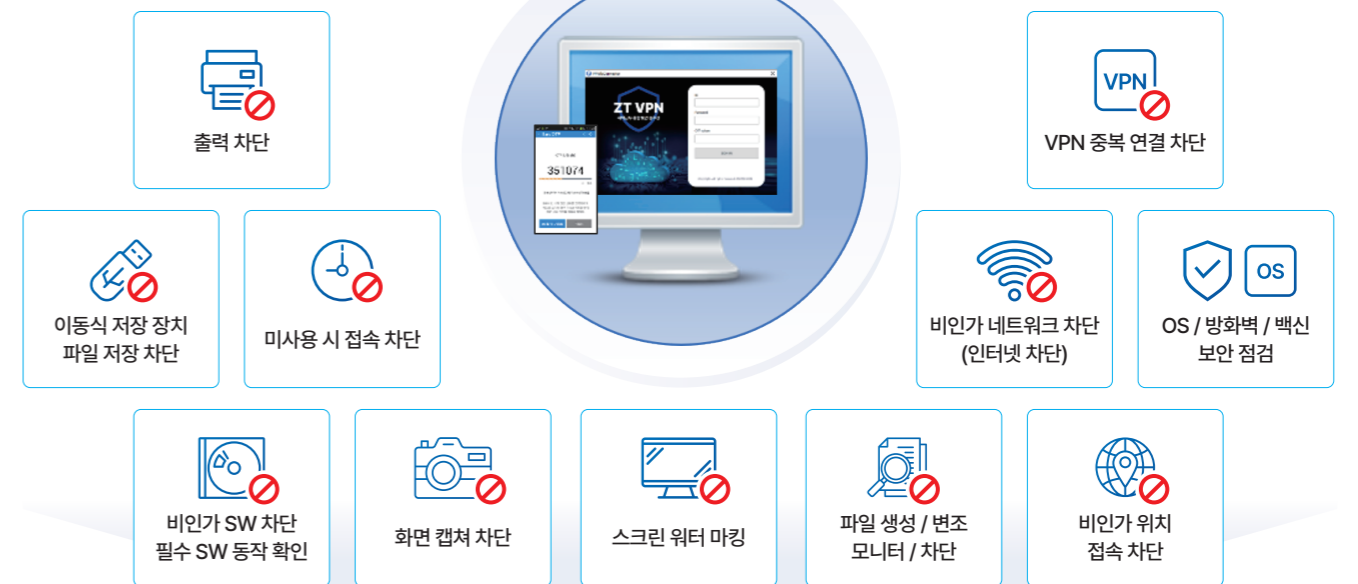 출력 차단
ZT VPN
351074
VPN
VPN 중복 연결 차단
이동식 저장 장치
파일 저장 차단
미사용 시 접속 차단
비인가 네트워크 차단
(인터넷 차단)
OS
OS / 방화벽 / 백신
보안 점검
비인가 SW 차단
필수 SW 동작 확인
화면 캡쳐 차단
스크린 워터 마킹
파일 생성 / 변조
모니터 / 차단
비인가 위치
접속 차단